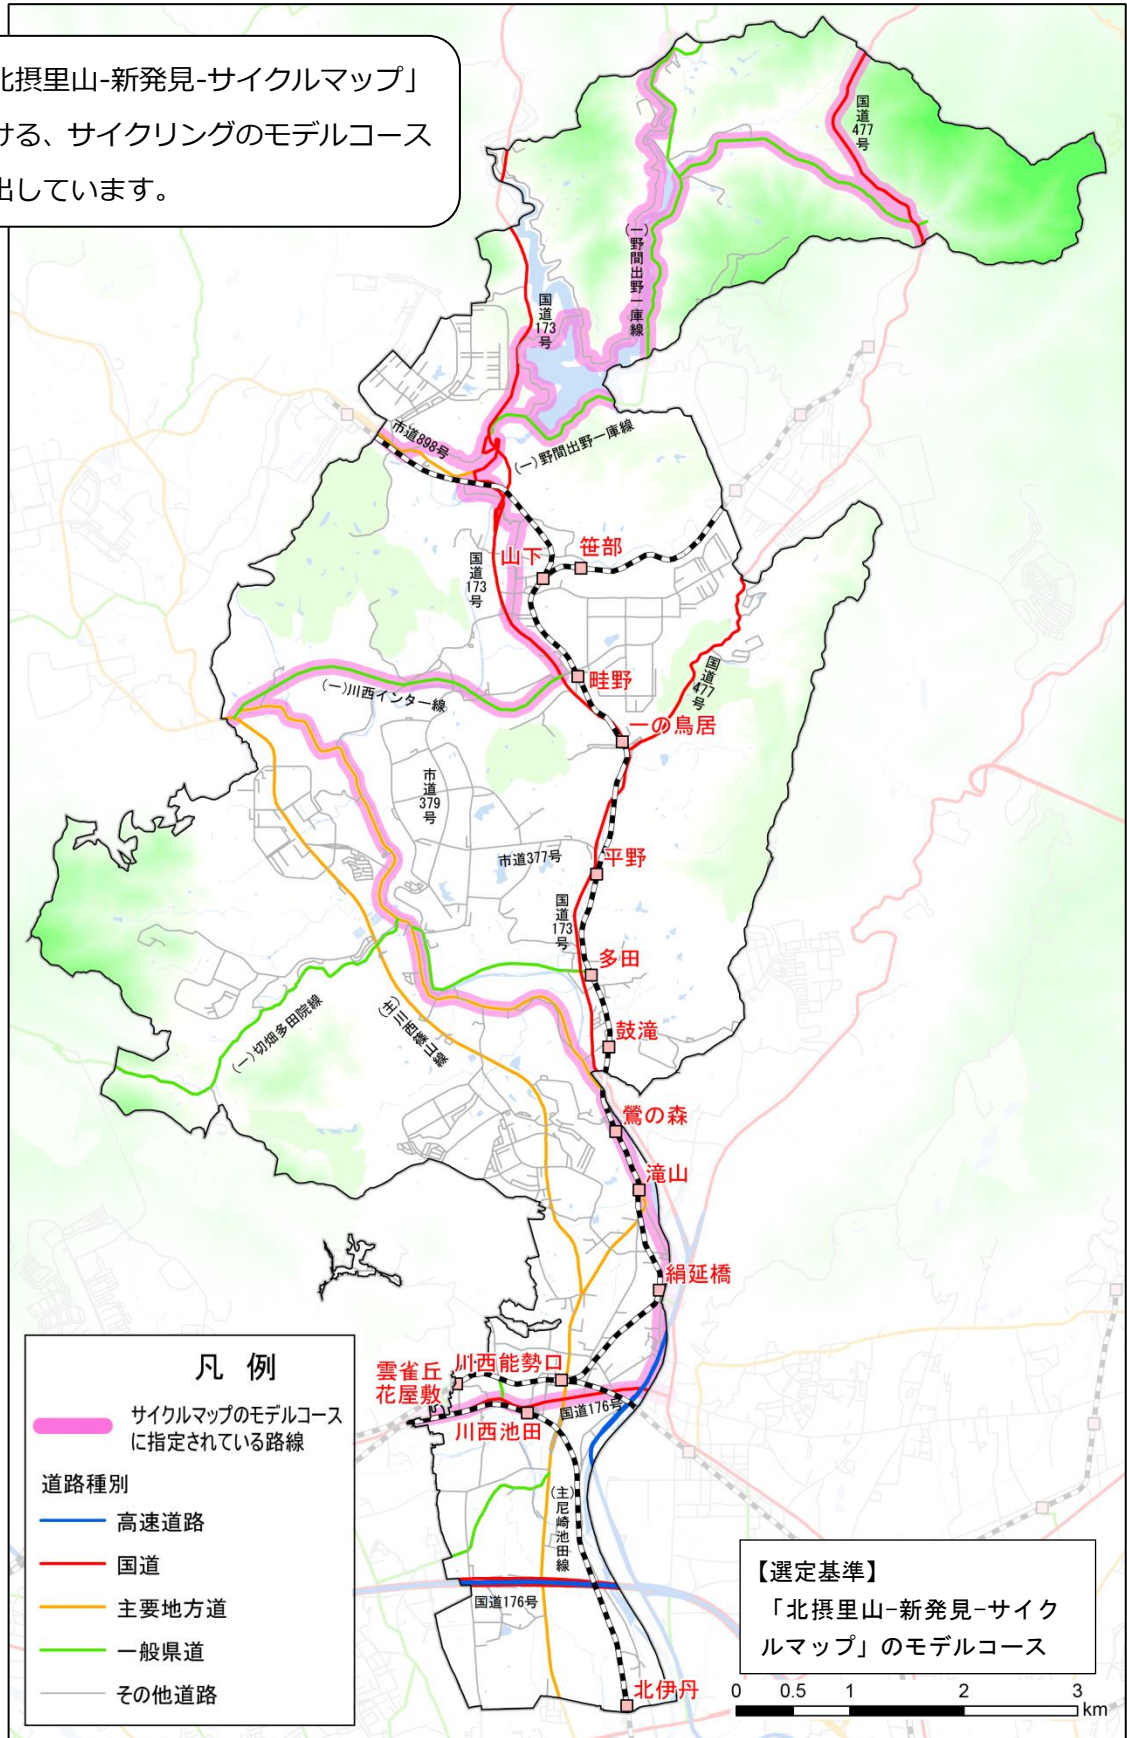 北摂里山-新発見-サイクルマップ」
ける、サイクリングのモデルコース
出しています。
国道477号
(一)野間出野一庫線
国道173号
市道898号
(一)野間出野一庫線
国道173号
山下
笹部
畦野
国道477号
(一)川西インター線
一の鳥居
市道379号
市道377号
平野
国道173号
多田
(一)切畑多田院線
(主)川西篠山線
鼓滝
鶯の森
滝山
絹延橋
雲雀丘
花屋敷
川西能勢口
国道176号
川西池田
(主)尼崎池田線
国道176号
北伊丹
凡 例
サイクルマップのモデルコース
に指定されている路線
道路種別
高速道路
国道
主要地方道
一般県道
その他道路
【選定基準】
「北摂里山-新発見-サイク
ルマップ」のモデルコース
0 0.5 1 2 3
km